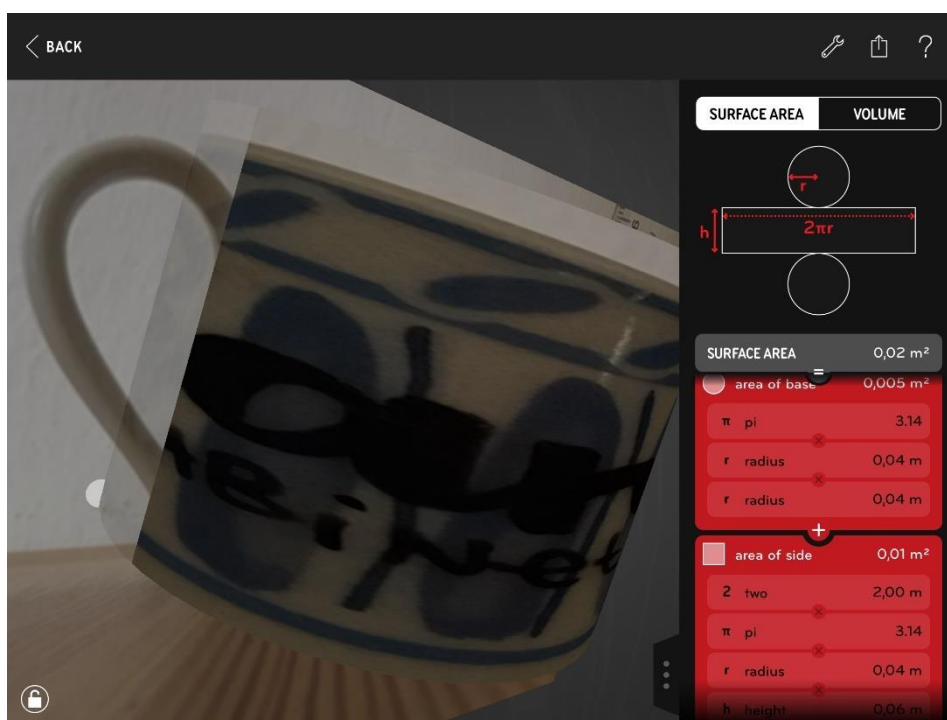 BACK
?
SURFACE AREA VOLUME
r
h 2πr
SURFACE AREA 0,02 m²
=
area of base 0,005 m²
π pi 3.14
×
r radius 0,04 m
×
r radius 0,04 m
+
area of side 0,01 m²
2 two 2,00 m
×
π pi 3.14
×
r radius 0,04 m
×
h height 0,06 m